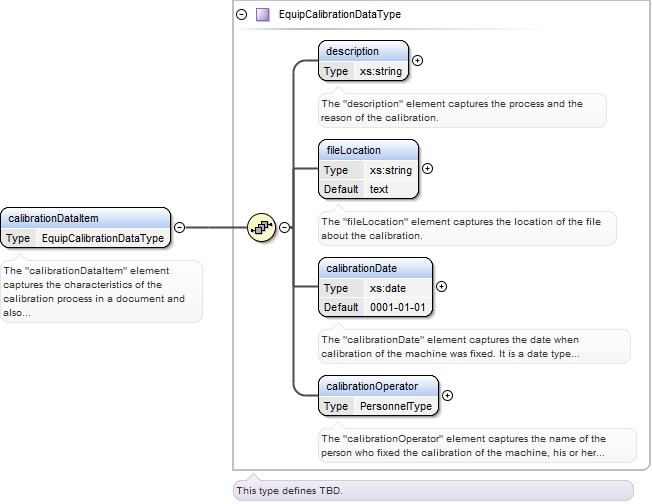 EquipCalibrationDataType
description
Type xs:string
The "description" element captures the process and the
reason of the calibration.
fileLocation
Type xs:string
Default text
The "fileLocation" element captures the location of the file
about the calibration.
calibrationDataItem
Type EquipCalibrationDataType
The "calibrationDataItem" element
captures the characteristics of the
calibration process in a document and
also...
calibrationDate
Type xs:date
Default 0001-01-01
The "calibrationDate" element captures the date when
calibration of the machine was fixed. It is a date type...
calibrationOperator
Type PersonnelType
The "calibrationOperator" element captures the name of the
person who fixed the calibration of the machine, his or her...
This type defines TBD.